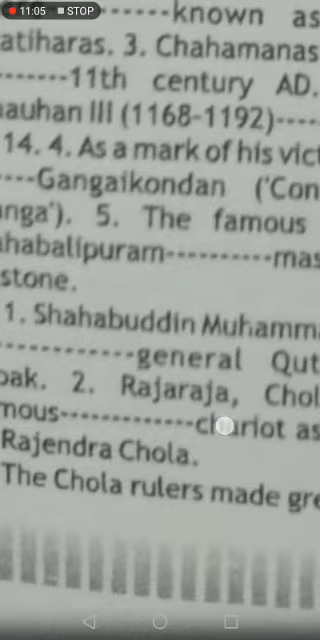 11:05 STOP
-----known as
atiharas. 3. Chahamanas
-------11th century AD.
auhan III (1168-1192)----
14. 4. As a mark of his vict
----Gangaikondan ('Con
nga'). 5. The famous
habalipuram----------mas
stone.
1. Shahabuddin Muhamm
------------general Qut
bak. 2. Rajaraja, Chol
mous-------------chariot as
Rajendra Chola.
The Chola rulers made gre